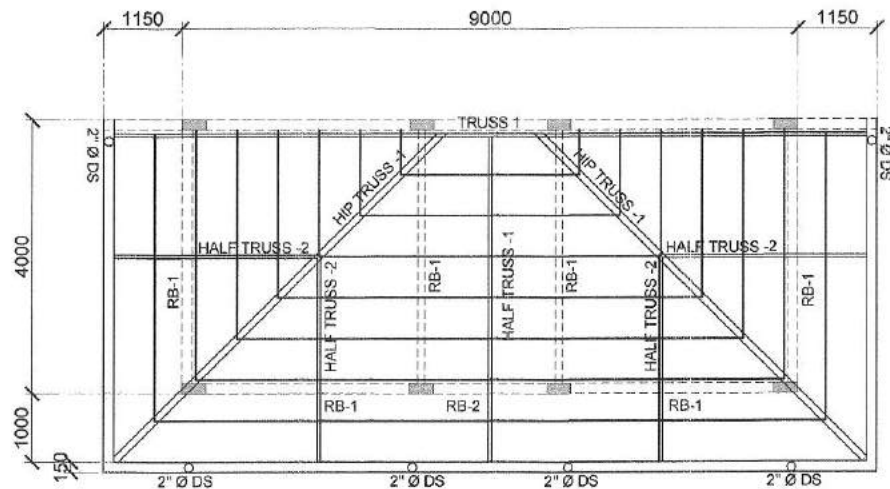 1150 9000 1150
TRUSS 1
2" Ø DS
2" Ø DS
HIP TRUSS -1
HIP TRUSS -1
4000
HALF TRUSS -2
HALF TRUSS -2
RB-1
HALF TRUSS -2
RB-1
HALF TRUSS -1
RB-1
HALF TRUSS -2
RB-1
RB-1
RB-2
RB-1
1000
150
2" Ø DS
2" Ø DS
2" Ø DS
2" Ø DS